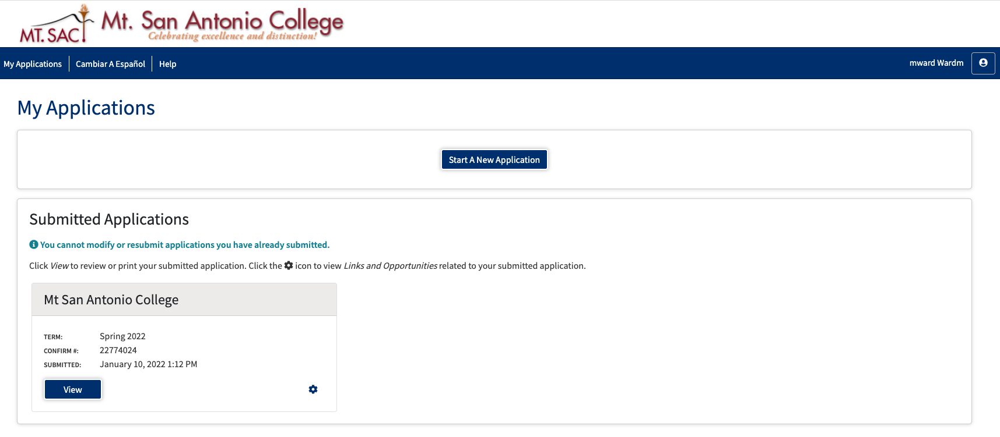 MT. SAC
Mt. San Antonio College
Celebrating excellence and distinction!
My Applications
Cambiar A Español
Help
mward Wardm
My Applications
Start A New Application
Submitted Applications
You cannot modify or resubmit applications you have already submitted.
Click View to review or print your submitted application. Click the icon to view Links and Opportunities related to your submitted application.
Mt San Antonio College
TERM: Spring 2022
CONFIRM #: 22774024
SUBMITTED: January 10, 2022 1:12 PM
View